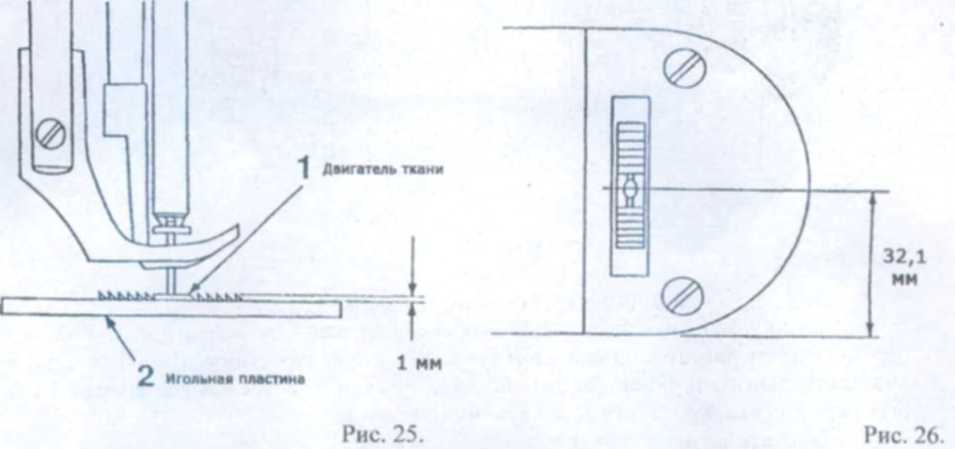 1 Двигатель ткани
32,1
мм
1 мм
2 Игольная пластина
Рис. 25.
Рис. 26.